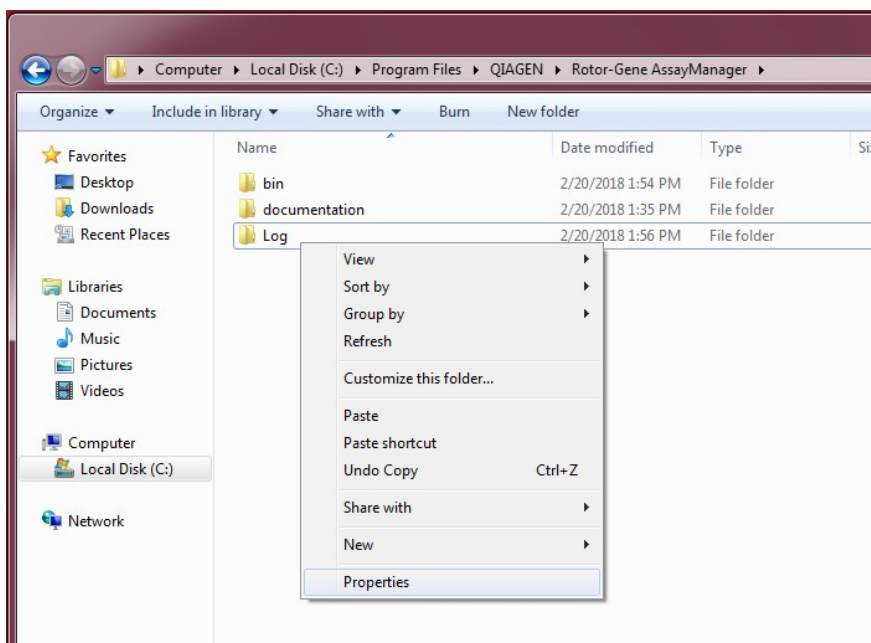 Computer Local Disk (C:) Program Files QIAGEN Rotor-Gene AssayManager
Organize Include in library Share with Burn New folder
Favorites
Desktop
Downloads
Recent Places
Libraries
Documents
Music
Pictures
Videos
Computer
Local Disk (C:)
Network
Name Date modified Type Si
bin 2/20/2018 1:54 PM File folder
documentation 2/20/2018 1:35 PM File folder
Log 2/20/2018 1:56 PM File folder
View
Sort by
Group by
Refresh
Customize this folder...
Paste
Paste shortcut
Undo Copy Ctrl+Z
Share with
New
Properties